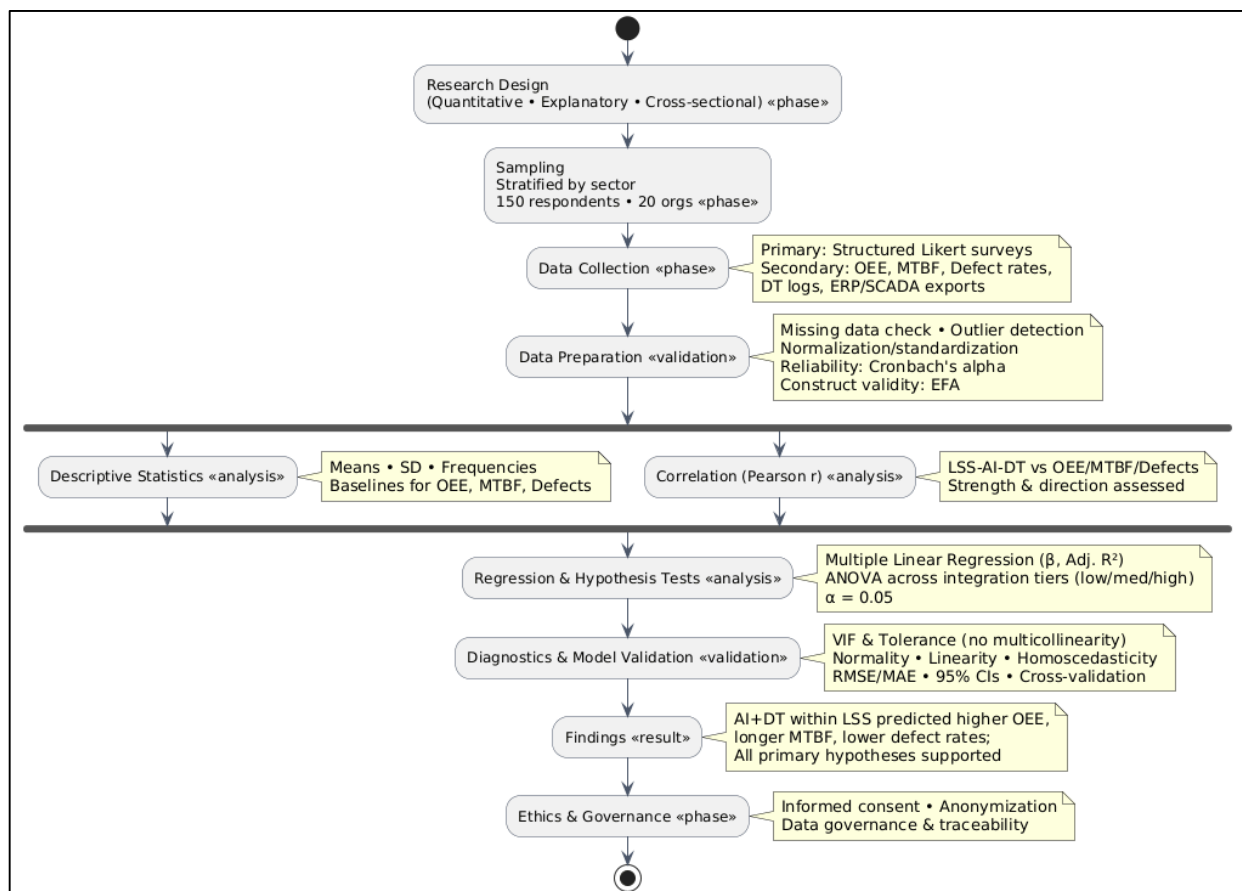 Research Design
(Quantitative • Explanatory • Cross-sectional) «phase»
Sampling
Stratified by sector
150 respondents • 20 orgs «phase»
Data Collection «phase»
Primary: Structured Likert surveys
Secondary: OEE, MTBF, Defect rates,
DT logs, ERP/SCADA exports
Data Preparation «validation»
Missing data check • Outlier detection
Normalization/standardization
Reliability: Cronbach's alpha
Construct validity: EFA
Descriptive Statistics «analysis»
Means • SD • Frequencies
Baselines for OEE, MTBF, Defects
Correlation (Pearson r) «analysis»
LSS-AI-DT vs OEE/MTBF/Defects
Strength & direction assessed
Regression & Hypothesis Tests «analysis»
Multiple Linear Regression (β, Adj. R²)
ANOVA across integration tiers (low/med/high)
α = 0.05
Diagnostics & Model Validation «validation»
VIF & Tolerance (no multicollinearity)
Normality • Linearity • Homoscedasticity
RMSE/MAE • 95% CIs • Cross-validation
Findings «result»
AI+DT within LSS predicted higher OEE,
longer MTBF, lower defect rates;
All primary hypotheses supported
Ethics & Governance «phase»
Informed consent • Anonymization
Data governance & traceability